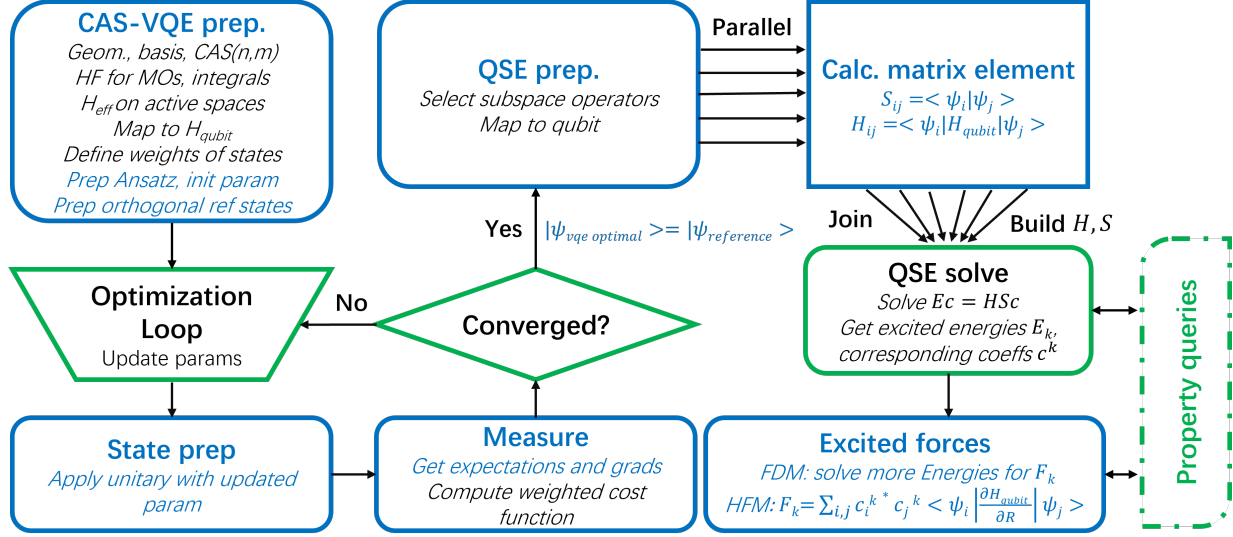 CAS-VQE prep.
Geom., basis, CAS(n,m)
HF for MOs, integrals
H_eff on active spaces
Map to H_qubit
Define weights of states
Prep Ansatz, init param
Prep orthogonal ref states
Optimization
Loop
Update params
State prep
Apply unitary with updated
param
Measure
Get expectations and grads
Compute weighted cost
function
Converged?
No
Yes
|ψ_vqe optimal >= |ψ_reference >
QSE prep.
Select subspace operators
Map to qubit
Parallel
Calc. matrix element
S_ij =< ψ_i|ψ_j >
H_ij =< ψ_i|H_qubit|ψ_j >
Join
Build H, S
QSE solve
Solve Ec = HSc
Get excited energies E_k,
corresponding coeffs c^k
Excited forces
FDM: solve more Energies for F_k
HFM: F_k= ∑_i,j c_i^k * c_j^k < ψ_i |∂H_qubit/∂R| ψ_j >
Property queries